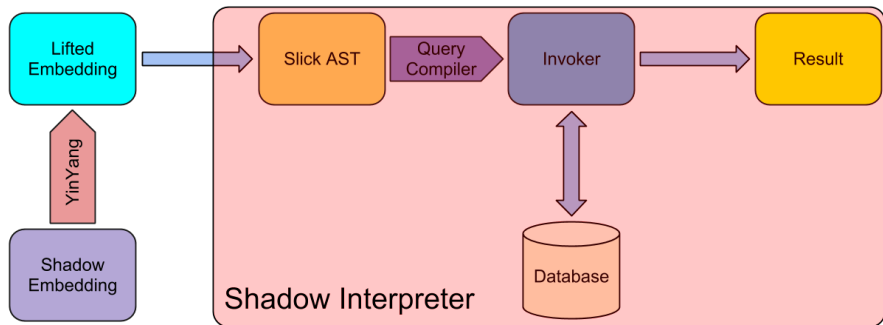 Lifted
Embedding
Slick AST
Query
Compiler
Invoker
Result
YinYang
Shadow
Embedding
Database
Shadow Interpreter